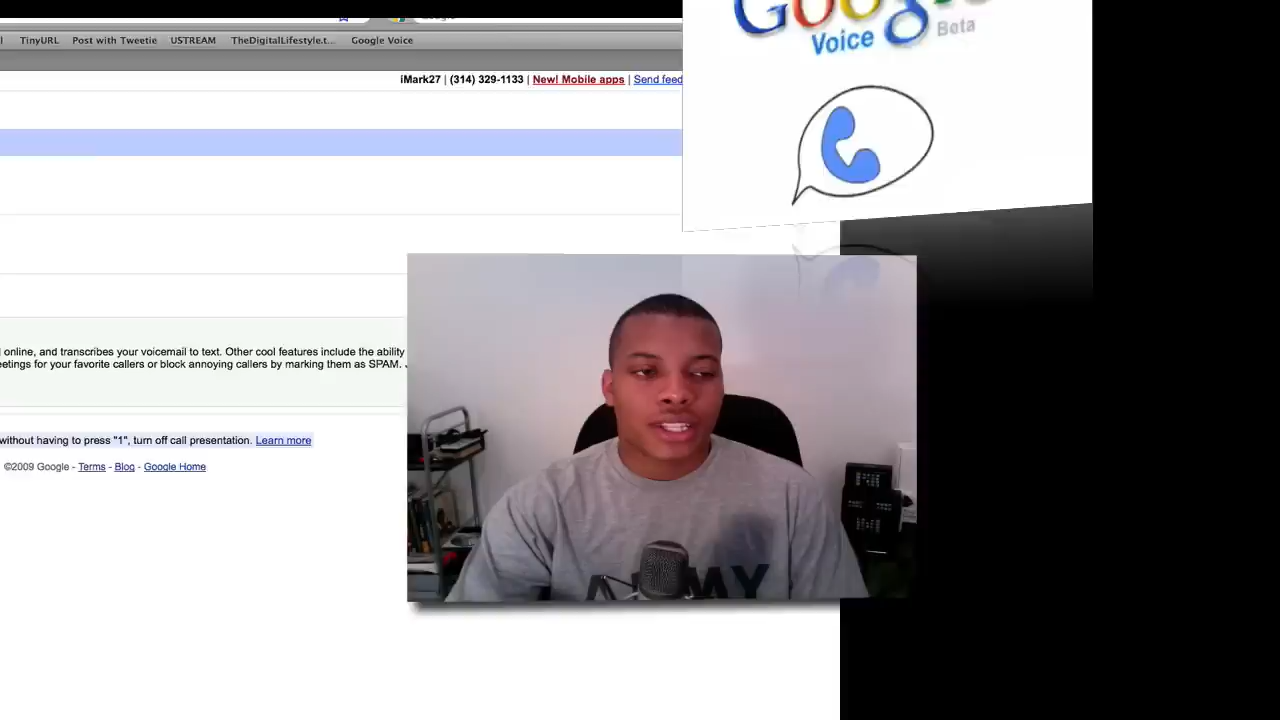 Google
TinyURL Post with Tweetie USTREAM TheDigitalLifestyle.t... Google Voice
iMark27 | (314) 329-1133 | New! Mobile apps | Send feed
Google
Voice Beta
online, and transcribes your voicemail to text. Other cool features include the ability
eetings for your favorite callers or block annoying callers by marking them as SPAM.
without having to press "1", turn off call presentation. Learn more
©2009 Google - Terms - Blog - Google Home
ARMY